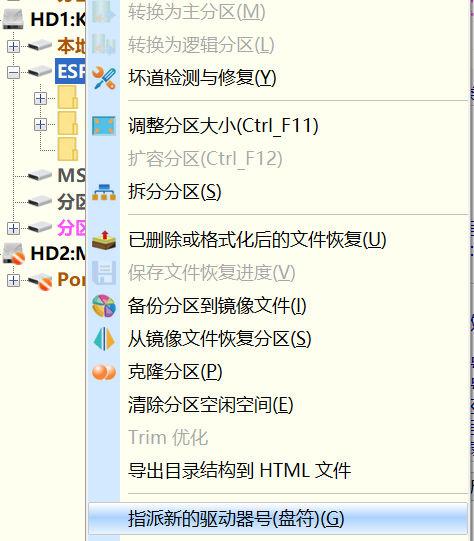 HD1:K
转换为主分区(M)
转换为逻辑分区(L)
本地
ESP
坏道检测与修复(Y)
调整分区大小(Ctrl_F11)
扩容分区(Ctrl_F12)
MS
拆分分区(S)
分区
分区
已删除或格式化后的文件恢复(U)
HD2:M
保存文件恢复进度(V)
Por
备份分区到镜像文件(I)
从镜像文件恢复分区(S)
克隆分区(P)
清除分区空闲空间(E)
Trim 优化
导出目录结构到 HTML 文件
指派新的驱动器号(盘符)(G)